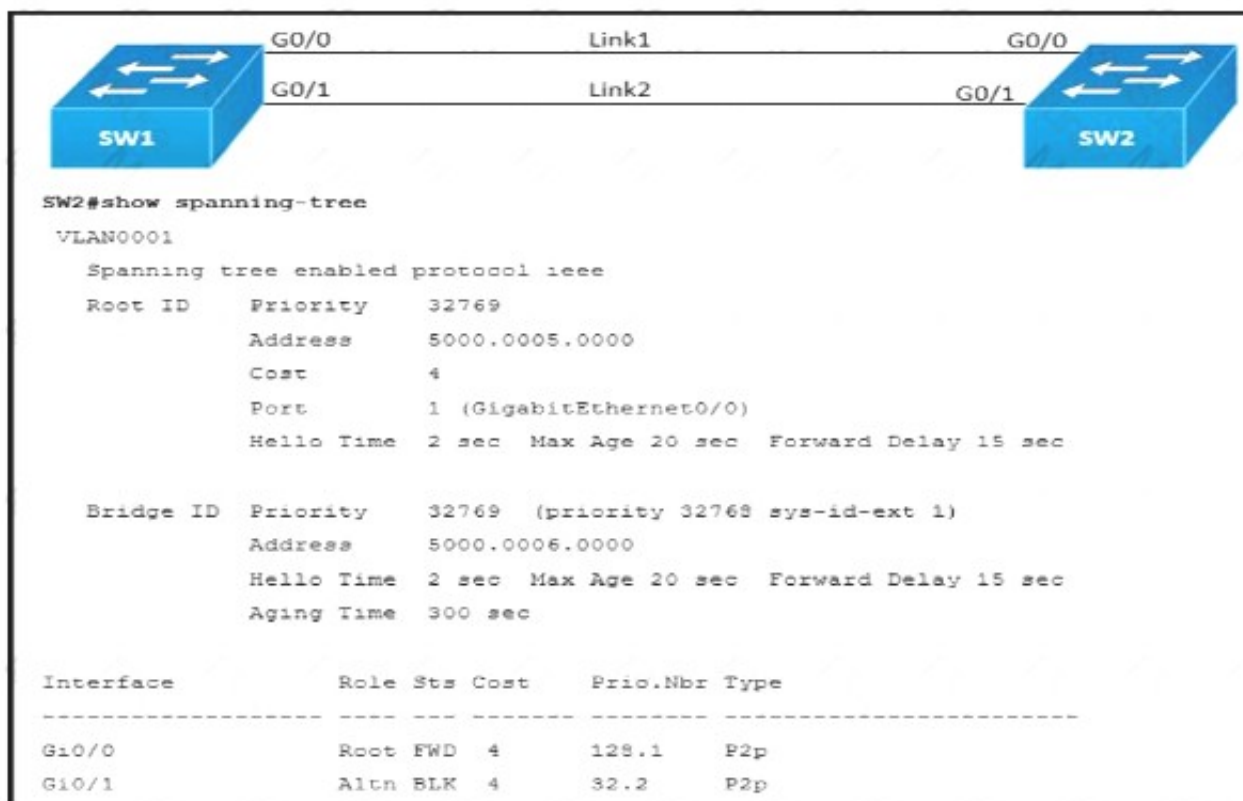 G0/0 Link1 G0/0
G0/1 Link2 G0/1
SW1 SW2
SW2#show spanning-tree
VLAN0001
Spanning tree enabled protocol ieee
Root ID Priority 32769
Address 5000.0005.0000
Cost 4
Port 1 (GigabitEthernet0/0)
Hello Time 2 sec Max Age 20 sec Forward Delay 15 sec
Bridge ID Priority 32769 (priority 32768 sys-id-ext 1)
Address 5000.0006.0000
Hello Time 2 sec Max Age 20 sec Forward Delay 15 sec
Aging Time 300 sec
Interface Role Sts Cost Prio.Nbr Type
------------------- ---- --- ------- -------- ------------------------
Gi0/0 Root FWD 4 128.1 P2p
Gi0/1 Altn BLK 4 32.2 P2p